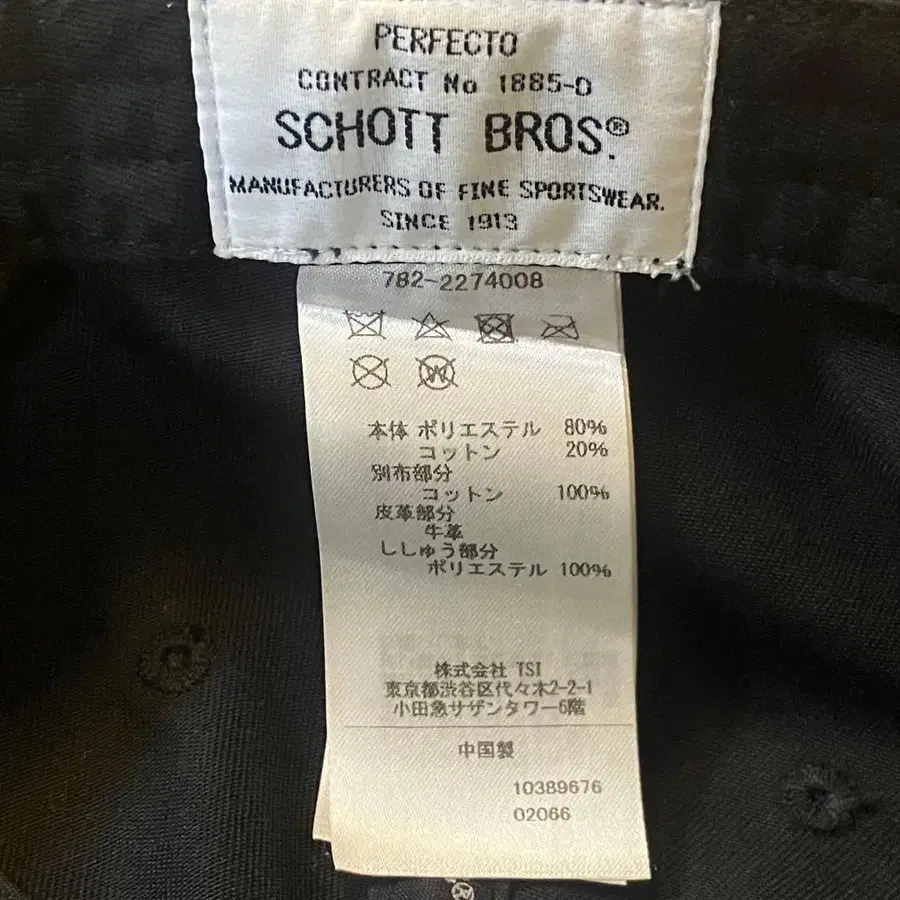 PERFECTO
CONTRACT No 1885-D
SCHOTT BROS.®
MANUFACTURERS OF FINE SPORTSWEAR.
SINCE 1913
782-2274008
W
本体 ポリエステル 80%
コットン 20%
別布部分
コットン 100%
皮革部分
牛革
ししゅう部分
ポリエステル 100%
株式会社 TSI
東京都渋谷区代々木2-2-1
小田急サザンタワー6階
中国製
10389676
02066
®